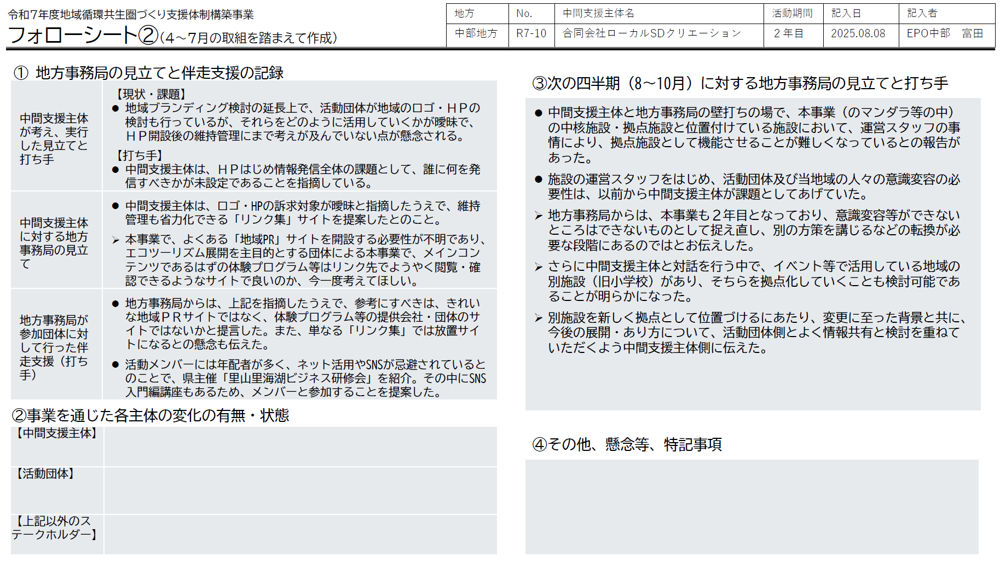 令和７年度地域循環共生圏づくり支援体制構築事業
フォローシート②（４～７月の取組を踏まえて作成）
地方 No. 中間支援主体名 活動期間 記入日 記入者
中部地方 R7-10 合同会社ローカルSDクリエーション ２年目 2025.08.08 EPO中部　富田
① 地方事務局の見立てと伴走支援の記録
中間支援主体
が考え、実行
した見立てと
打ち手
【現状・課題】
● 地域ブランディング検討の延長上で、活動団体が地域のロゴ・ＨＰの
検討も行っているが、それらをどのように活用していくかが曖昧で、
ＨＰ開設後の維持管理にまで考えが及んでいない点が懸念される。
【打ち手】
● 中間支援主体は、ＨＰはじめ情報発信全体の課題として、誰に何を発
信すべきかが未設定であることを指摘している。
中間支援主体
に対する地方
事務局の見立
て
● 中間支援主体は、ロゴ・HPの訴求対象が曖昧と指摘したうえで、維持
管理も省力化できる「リンク集」サイトを提案したとのこと。
➢ 本事業で、よくある「地域PR」サイトを開設する必要性が不明であり、
エコツーリズム展開を主目的とする団体による本事業で、メインコン
テンツであるはずの体験プログラム等はリンク先でようやく閲覧・確
認できるようなサイトで良いのか、今一度考えてほしい。
地方事務局が
参加団体に対
して行った伴
走支援（打ち
手）
● 地方事務局からは、上記を指摘したうえで、参考にすべきは、きれい
な地域ＰＲサイトではなく、体験プログラム等の提供会社・団体のサ
イトではないかと提言した。また、単なる「リンク集」では放置サイ
トになるとの懸念も伝えた。
● 活動メンバーには年配者が多く、ネット活用やSNSが忌避されていると
のことで、県主催「里山里海湖ビジネス研修会」を紹介。その中にSNS
入門編講座もあるため、メンバーと参加することを提案した。
②事業を通じた各主体の変化の有無・状態
【中間支援主体】
【活動団体】
【上記以外のス
テークホルダー】
③次の四半期（8～10月）に対する地方事務局の見立てと打ち手
● 中間支援主体と地方事務局の壁打ちの場で、本事業（のマンダラ等の中）
の中核施設・拠点施設と位置付けている施設において、運営スタッフの事
情により、拠点施設として機能させることが難しくなっているとの報告が
あった。
● 施設の運営スタッフをはじめ、活動団体及び当地域の人々の意識変容の必
要性は、以前から中間支援主体が課題としてあげていた。
➢ 地方事務局からは、本事業も２年目となっており、意識変容等ができない
ところはできないものとして捉え直し、別の方策を講じるなどの転換が必
要な段階にあるのではとお伝えした。
➢ さらに中間支援主体と対話を行う中で、イベント等で活用している地域の
別施設（旧小学校）があり、そちらを拠点化していくことも検討可能であ
ることが明らかになった。
➢ 別施設を新しく拠点として位置づけるにあたり、変更に至った背景と共に、
今後の展開・あり方について、活動団体側とよく情報共有と検討を重ねて
いただくよう中間支援主体側に伝えた。
④その他、懸念等、特記事項